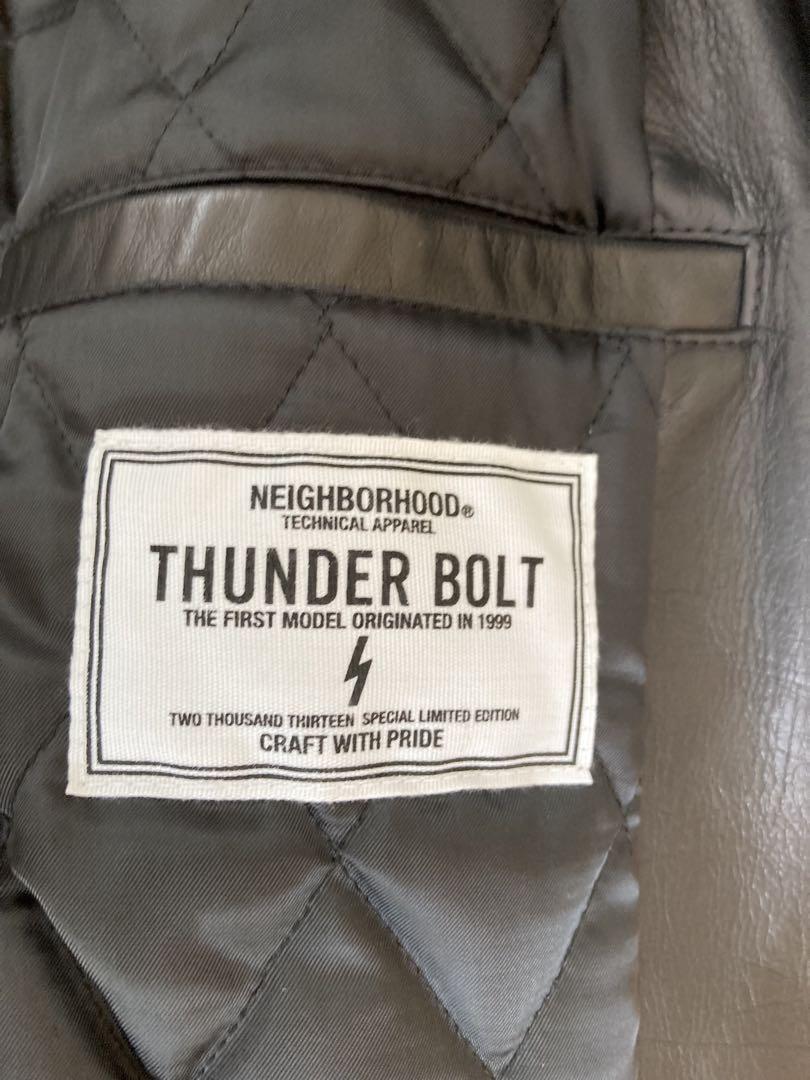 NEIGHBORHOOD®
TECHNICAL APPAREL
THUNDER BOLT
THE FIRST MODEL ORIGINATED IN 1999
TWO THOUSAND THIRTEEN SPECIAL LIMITED EDITION
CRAFT WITH PRIDE